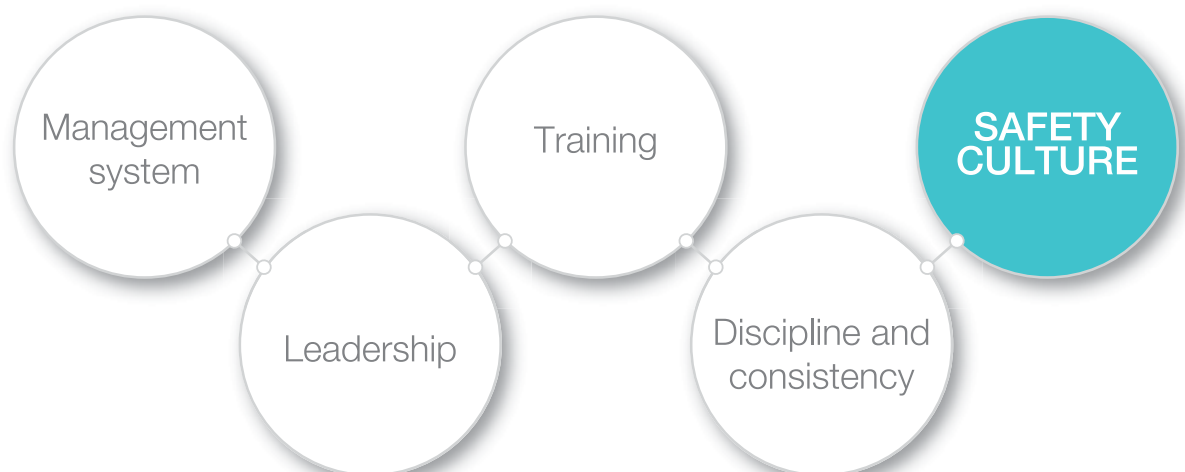 Management
system
Leadership
Training
Discipline and
consistency
SAFETY
CULTURE